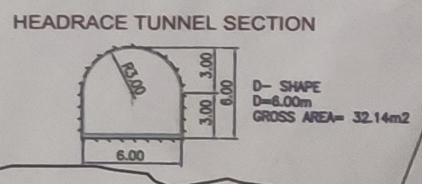 HEADRACE TUNNEL SECTION
R3.00
3.00
3.00
6.00
6.00
D- SHAPE
D=6.00m
GROSS AREA= 32.14m2